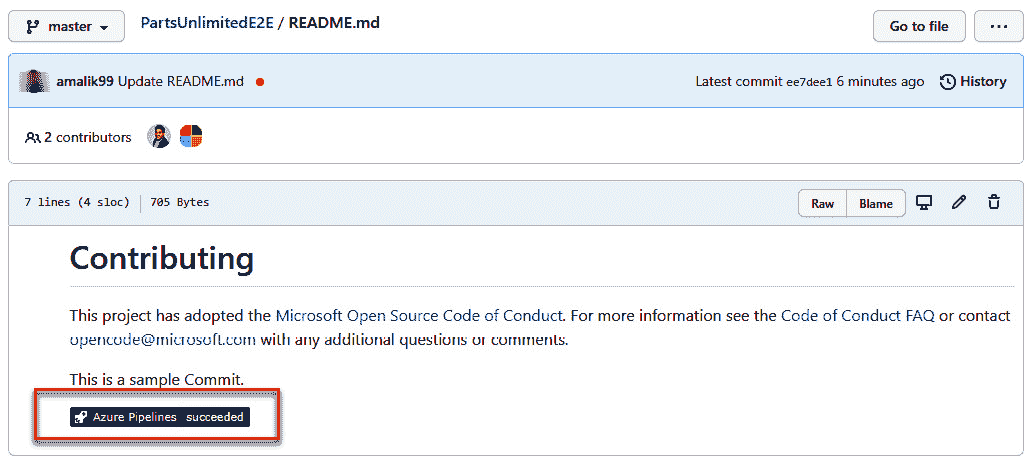 master
PartsUnlimitedE2E / README.md
Go to file
...
amalik99 Update README.md
Latest commit ee7dee1 6 minutes ago
History
2 contributors
7 lines (4 sloc) 705 Bytes
Raw
Blame
Contributing
This project has adopted the Microsoft Open Source Code of Conduct. For more information see the Code of Conduct FAQ or contact
opencode@microsoft.com with any additional questions or comments.
This is a sample Commit.
Azure Pipelines succeeded